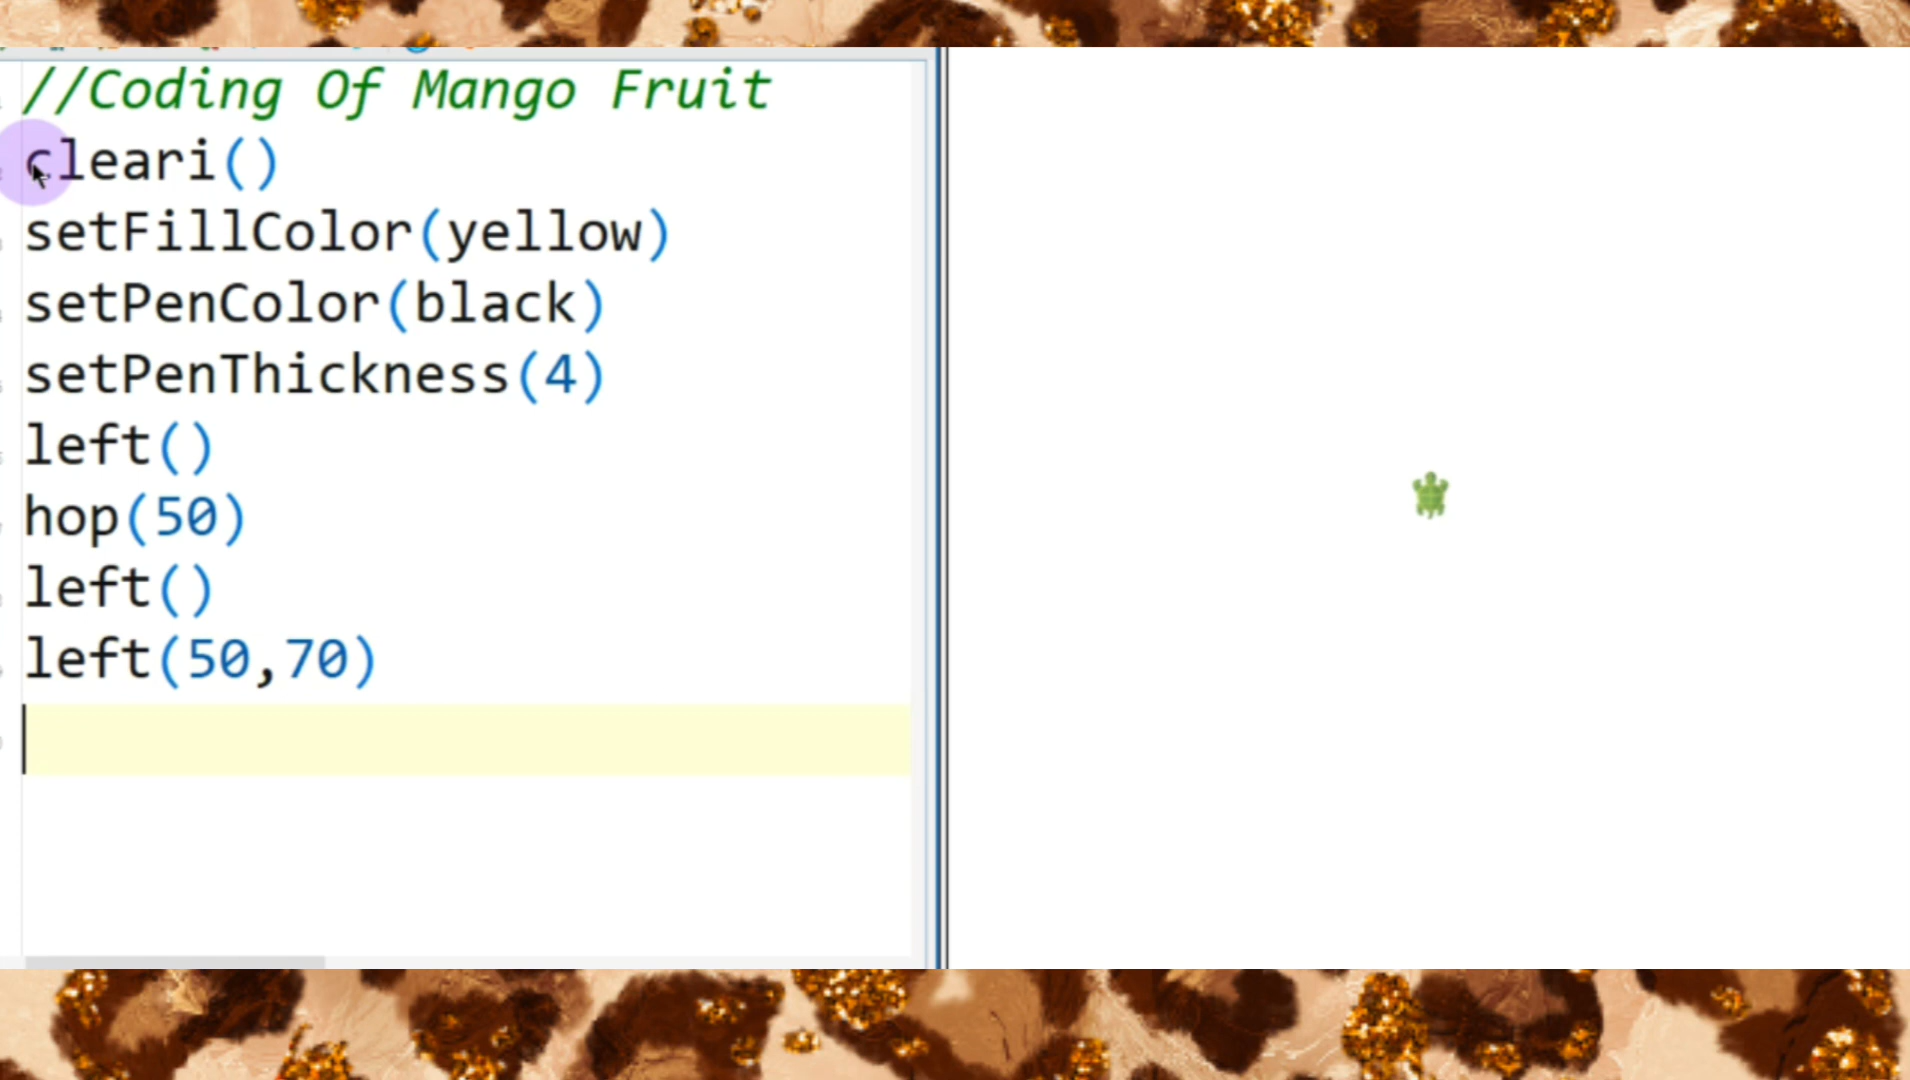 //Coding Of Mango Fruit
cleari()
setFillColor(yellow)
setPenColor(black)
setPenThickness(4)
left()
hop(50)
left()
left(50,70)